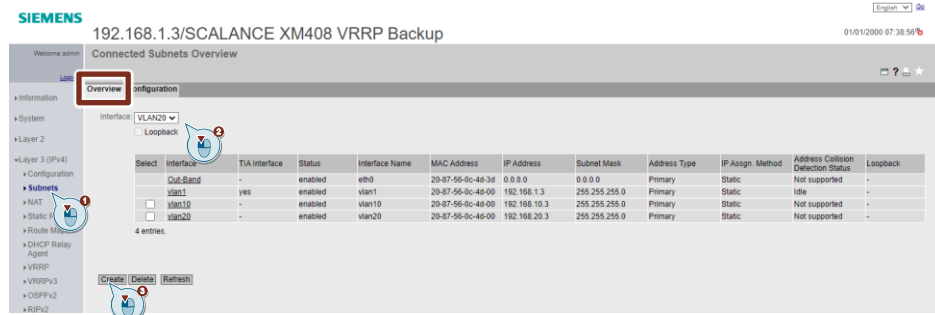 English Go
SIEMENS
192.168.1.3/SCALANCE XM408 VRRP Backup
01/01/2000 07:38:56
Welcome admin
Connected Subnets Overview
?
Overview onfiguration
▸Information
▸System
Interface: VLAN20
2
Loopback
▸Layer 2
▾Layer 3 (IPv4)
Select Interface TIA Interface Status Interface Name MAC Address IP Address Subnet Mask Address Type IP Assgn. Method Address Collision Detection Status Loopback
▸Configuration
Out-Band - enabled eth0 20-87-56-0c-4d-3d 0.0.0.0 0.0.0.0 Primary Static Not supported -
▸Subnets
vlan1 yes enabled vlan1 20-87-56-0c-4d-00 192.168.1.3 255.255.255.0 Primary Static Idle -
1
▸NAT
vlan10 - enabled vlan10 20-87-56-0c-4d-00 192.168.10.3 255.255.255.0 Primary Static Not supported -
▸Static
vlan20 - enabled vlan20 20-87-56-0c-4d-00 192.168.20.3 255.255.255.0 Primary Static Not supported -
▸Route
4 entries.
▸DHCP Relay
Agent
▸VRRP
▸VRRPv3
Create Delete Refresh
3
▸OSPFv2
▸RIPv2